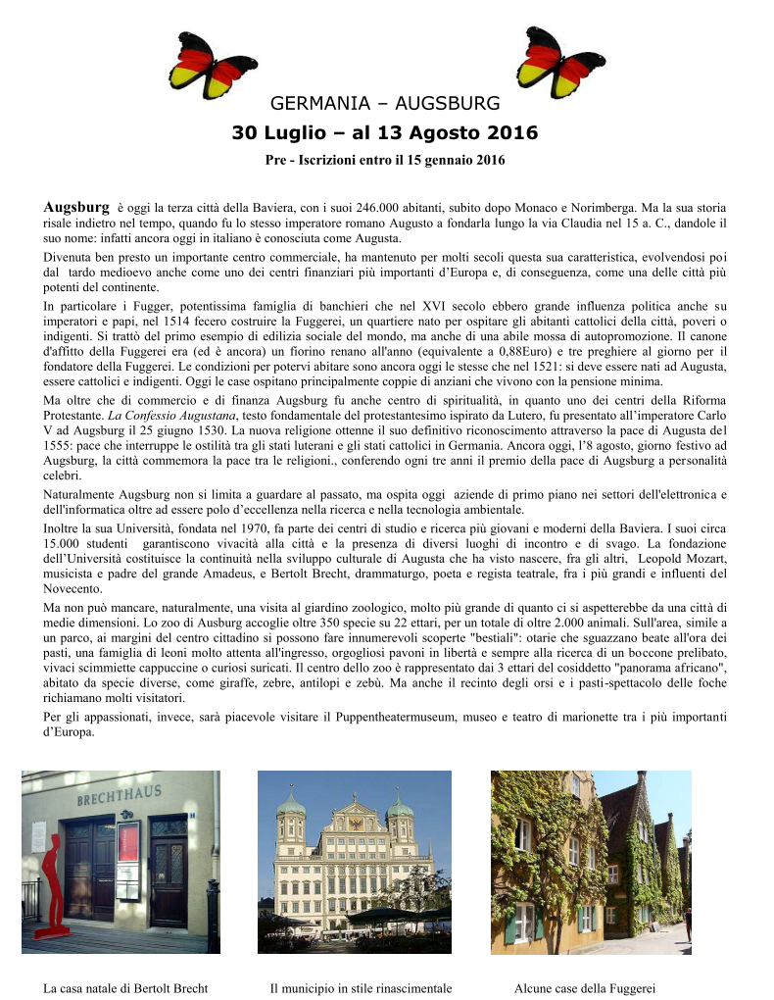 GERMANIA – AUGSBURG
30 Luglio – al 13 Agosto 2016
Pre - Iscrizioni entro il 15 gennaio 2016
Augsburg è oggi la terza città della Baviera, con i suoi 246.000 abitanti, subito dopo Monaco e Norimberga. Ma la sua storia
risale indietro nel tempo, quando fu lo stesso imperatore romano Augusto a fondarla lungo la via Claudia nel 15 a. C., dandole il
suo nome: infatti ancora oggi in italiano è conosciuta come Augusta.
Divenuta ben presto un importante centro commerciale, ha mantenuto per molti secoli questa sua caratteristica, evolvendosi poi
dal tardo medioevo anche come uno dei centri finanziari più importanti d’Europa e, di conseguenza, come una delle città più
potenti del continente.
In particolare i Fugger, potentissima famiglia di banchieri che nel XVI secolo ebbero grande influenza politica anche su
imperatori e papi, nel 1514 fecero costruire la Fuggerei, un quartiere nato per ospitare gli abitanti cattolici della città, poveri o
indigenti. Si trattò del primo esempio di edilizia sociale del mondo, ma anche di una abile mossa di autopromozione. Il canone
d'affitto della Fuggerei era (ed è ancora) un fiorino renano all'anno (equivalente a 0,88Euro) e tre preghiere al giorno per il
fondatore della Fuggerei. Le condizioni per potervi abitare sono ancora oggi le stesse che nel 1521: si deve essere nati ad Augusta,
essere cattolici e indigenti. Oggi le case ospitano principalmente coppie di anziani che vivono con la pensione minima.
Ma oltre che di commercio e di finanza Augsburg fu anche centro di spiritualità, in quanto uno dei centri della Riforma
Protestante. La Confessio Augustana, testo fondamentale del protestantesimo ispirato da Lutero, fu presentato all’imperatore Carlo
V ad Augsburg il 25 giugno 1530. La nuova religione ottenne il suo definitivo riconoscimento attraverso la pace di Augusta del
1555: pace che interruppe le ostilità tra gli stati luterani e gli stati cattolici in Germania. Ancora oggi, l’8 agosto, giorno festivo ad
Augsburg, la città commemora la pace tra le religioni., conferendo ogni tre anni il premio della pace di Augsburg a personalità
celebri.
Naturalmente Augsburg non si limita a guardare al passato, ma ospita oggi aziende di primo piano nei settori dell'elettronica e
dell'informatica oltre ad essere polo d’eccellenza nella ricerca e nella tecnologia ambientale.
Inoltre la sua Università, fondata nel 1970, fa parte dei centri di studio e ricerca più giovani e moderni della Baviera. I suoi circa
15.000 studenti garantiscono vivacità alla città e la presenza di diversi luoghi di incontro e di svago. La fondazione
dell’Università costituisce la continuità nella sviluppo culturale di Augusta che ha visto nascere, fra gli altri, Leopold Mozart,
musicista e padre del grande Amadeus, e Bertolt Brecht, drammaturgo, poeta e regista teatrale, fra i più grandi e influenti del
Novecento.
Ma non può mancare, naturalmente, una visita al giardino zoologico, molto più grande di quanto ci si aspetterebbe da una città di
medie dimensioni. Lo zoo di Ausburg accoglie oltre 350 specie su 22 ettari, per un totale di oltre 2.000 animali. Sull'area, simile a
un parco, ai margini del centro cittadino si possono fare innumerevoli scoperte "bestiali": otarie che sguazzano beate all'ora dei
pasti, una famiglia di leoni molto attenta all'ingresso, orgogliosi pavoni in libertà e sempre alla ricerca di un boccone prelibato,
vivaci scimmiette cappuccine o curiosi suricati. Il centro dello zoo è rappresentato dai 3 ettari del cosiddetto "panorama africano",
abitato da specie diverse, come giraffe, zebre, antilopi e zebù. Ma anche il recinto degli orsi e i pasti-spettacolo delle foche
richiamano molti visitatori.
Per gli appassionati, invece, sarà piacevole visitare il Puppentheatermuseum, museo e teatro di marionette tra i più importanti
d’Europa.
BRECHTHAUS
La casa natale di Bertolt Brecht Il municipio in stile rinascimentale Alcune case della Fuggerei